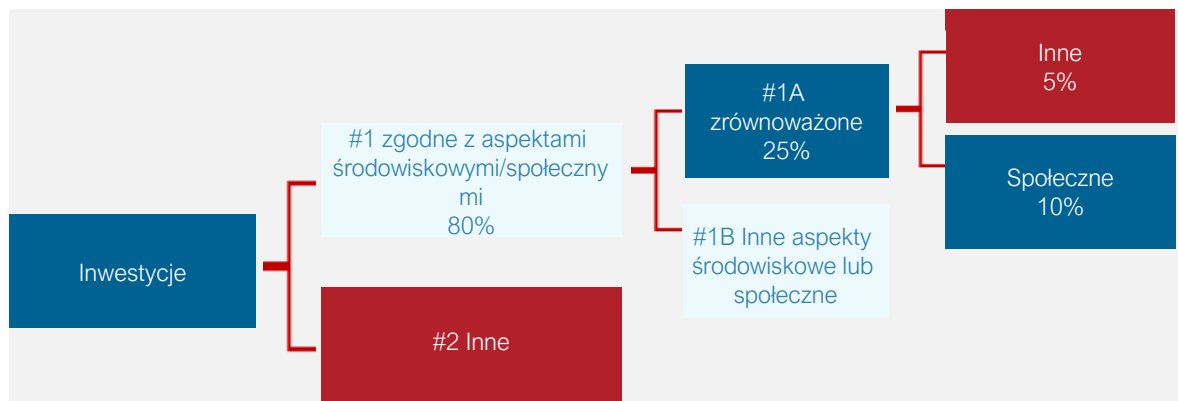 Inwestycje
#1 zgodne z aspektami
środowiskowymi/społeczny
mi
80%
#2 Inne
#1A
zrównoważone
25%
#1B Inne aspekty
środowiskowe lub
społeczne
Inne
5%
Społeczne
10%